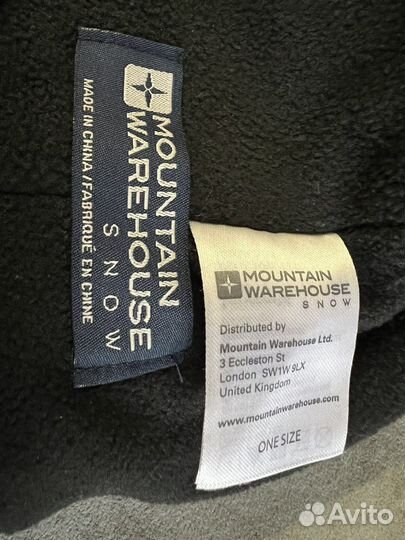 MOUNTAIN
WAREHOUSE
SNOW
MADE IN CHINA / FABRIQUÉ EN CHINE
MOUNTAIN
WAREHOUSE
SNOW
Distributed by
Mountain Warehouse Ltd.
3 Eccleston St
London SW1W 9LX
United Kingdom
www.mountainwarehouse.com
ONE SIZE
Avito